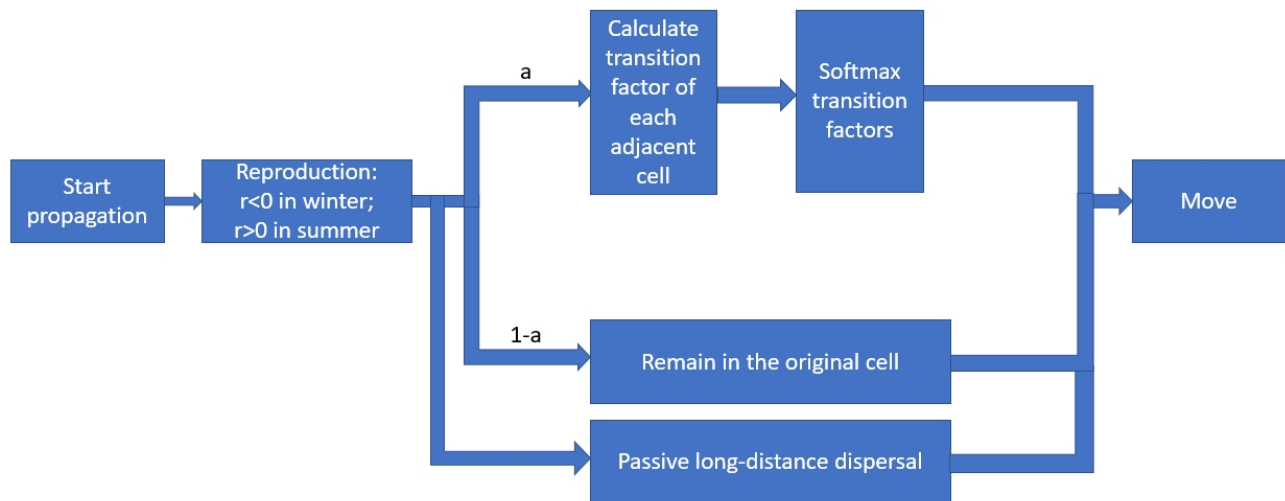 Start
propagation
Reproduction:
r<0 in winter;
r>0 in summer
a
Calculate
transition
factor of
each
adjacent
cell
Softmax
transition
factors
Move
1-a
Remain in the original cell
Passive long-distance dispersal